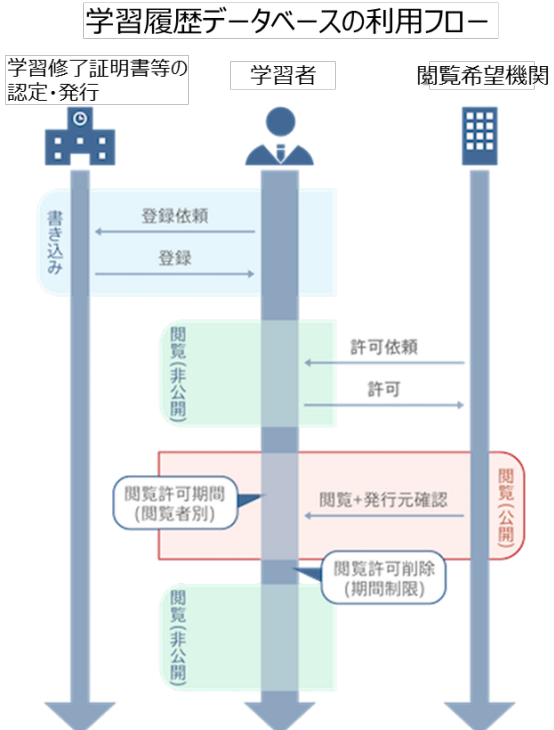 学習履歴データベースの利用フロー
学習修了証明書等の
認定・発行
学習者
閲覧希望機関
書き込み
登録依頼
登録
閲覧(非公開)
許可依頼
許可
閲覧許可期間
(閲覧者別)
閲覧+発行元確認
閲覧(公開)
閲覧許可削除
(期間制限)
閲覧(非公開)